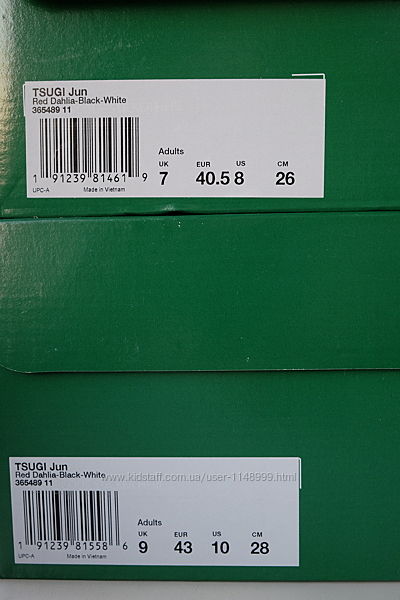 TSUGI Jun
Red Dahlia-Black-White
365489 11
1 91239 81461 9
UPC-A Made in Vietnam
Adults
UK EUR US CM
7 40.5 8 26
TSUGI Jun
Red Dahlia-Black-White
www.kidstaff.com.ua/user-1148999.html
365489 11
1 91239 81558 6
UPC-A Made in Vietnam
Adults
UK EUR US CM
9 43 10 28